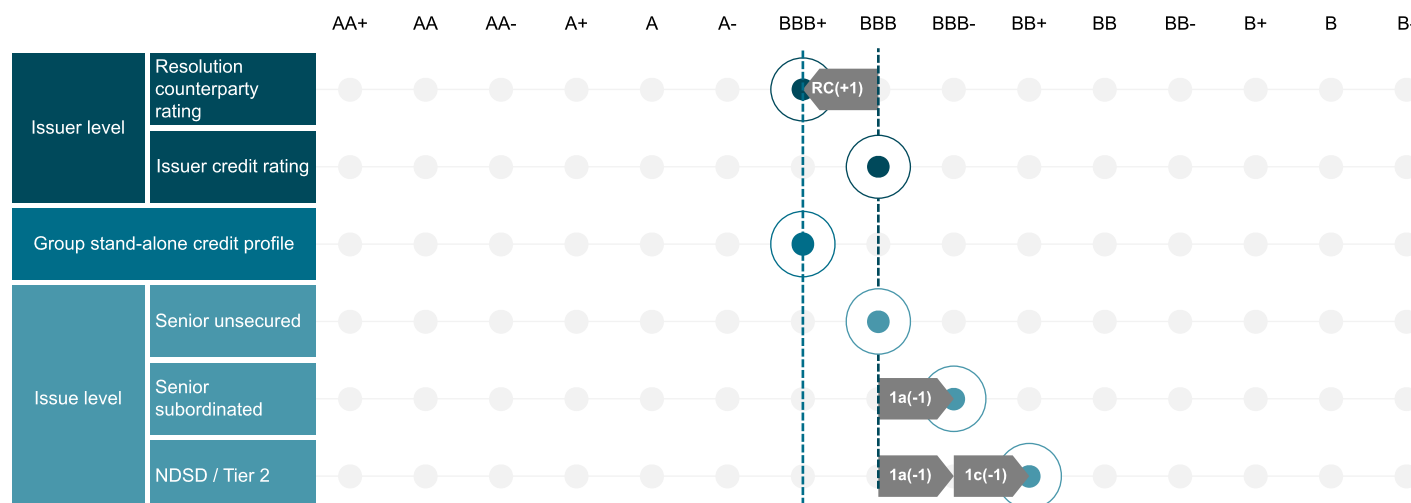 AA+ AA AA- A+ A A- BBB+ BBB BBB- BB+ BB BB- B+ B B-
Issuer level
Resolution
counterparty
rating
RC(+1)
Issuer credit rating
Group stand-alone credit profile
Issue level
Senior unsecured
Senior
subordinated
1a(-1)
NDSD / Tier 2
1a(-1) 1c(-1)